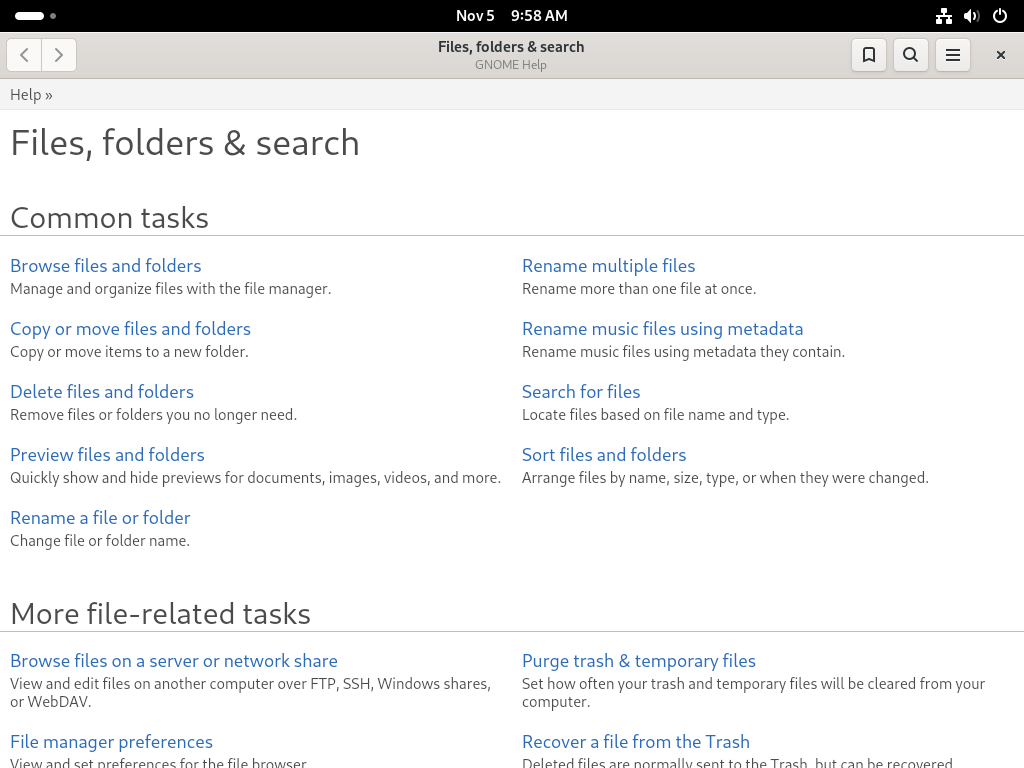 Nov 5 9:58 AM
Files, folders & search
GNOME Help
Help »
Files, folders & search
Common tasks
Browse files and folders
Manage and organize files with the file manager.
Copy or move files and folders
Copy or move items to a new folder.
Delete files and folders
Remove files or folders you no longer need.
Preview files and folders
Quickly show and hide previews for documents, images, videos, and more.
Rename a file or folder
Change file or folder name.
Rename multiple files
Rename more than one file at once.
Rename music files using metadata
Rename music files using metadata they contain.
Search for files
Locate files based on file name and type.
Sort files and folders
Arrange files by name, size, type, or when they were changed.
More file-related tasks
Browse files on a server or network share
View and edit files on another computer over FTP, SSH, Windows shares,
or WebDAV.
File manager preferences
View and set preferences for the file browser.
Purge trash & temporary files
Set how often your trash and temporary files will be cleared from your
computer.
Recover a file from the Trash
Deleted files are normally sent to the Trash, but can be recovered.